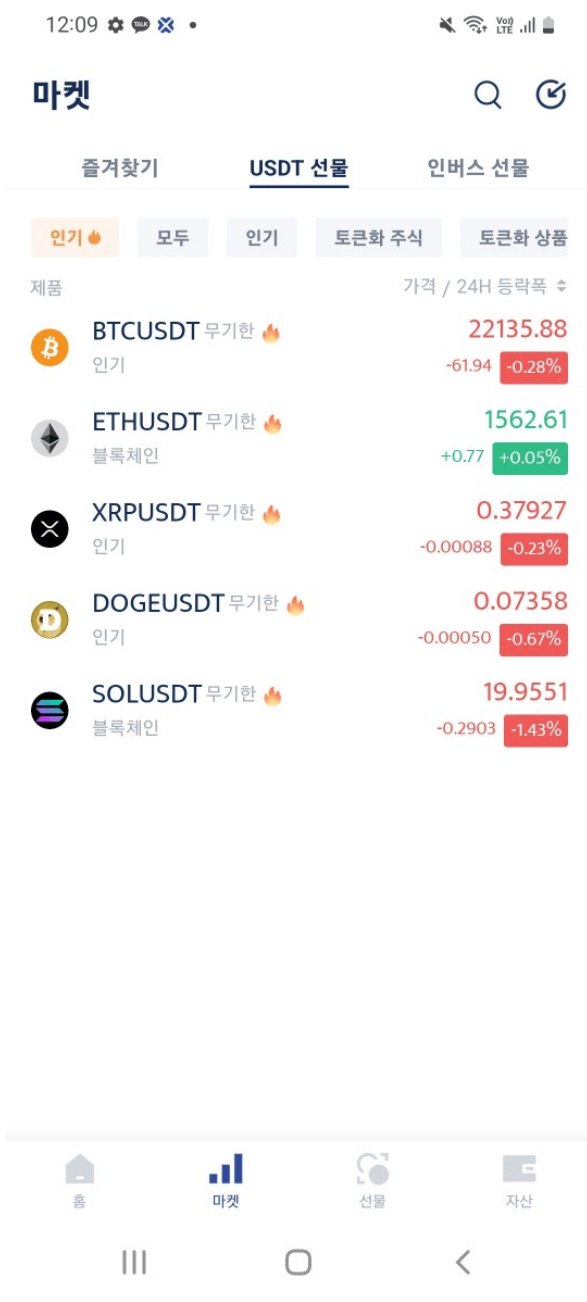 12:09 TALK Vo)) LTE
마켓
즐겨찾기 USDT 선물 인버스 선물
인기 모두 인기 토큰화 주식 토큰화 상품
제품 가격 / 24H 등락폭
BTCUSDT 무기한 22135.88
인기 -61.94 -0.28%
ETHUSDT 무기한 1562.61
블록체인 +0.77 +0.05%
XRPUSDT 무기한 0.37927
인기 -0.00088 -0.23%
DOGEUSDT 무기한 0.07358
인기 -0.00050 -0.67%
SOLUSDT 무기한 19.9551
블록체인 -0.2903 -1.43%
홈 마켓 선물 자산